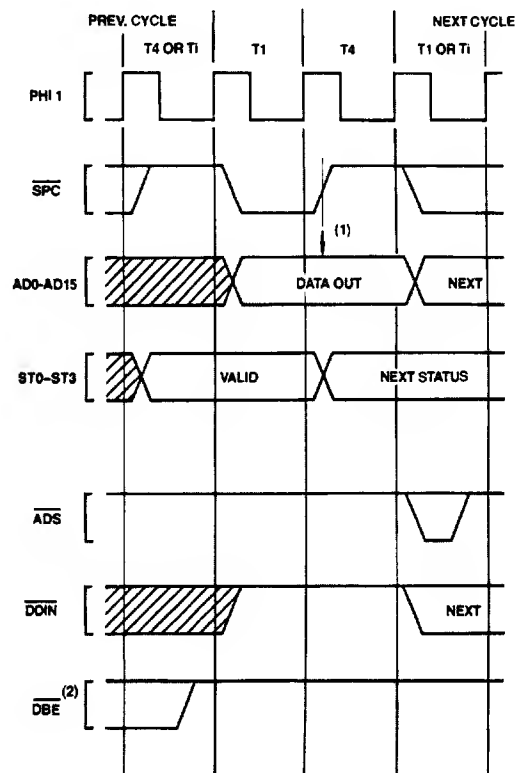 PREV. CYCLE NEXT CYCLE
T4 OR Ti T1 T4 T1 OR Ti
PHI 1
SPC
(1)
AD0-AD15 DATA OUT NEXT
ST0–ST3 VALID NEXT STATUS
ADS
DDIN NEXT
DBE (2)